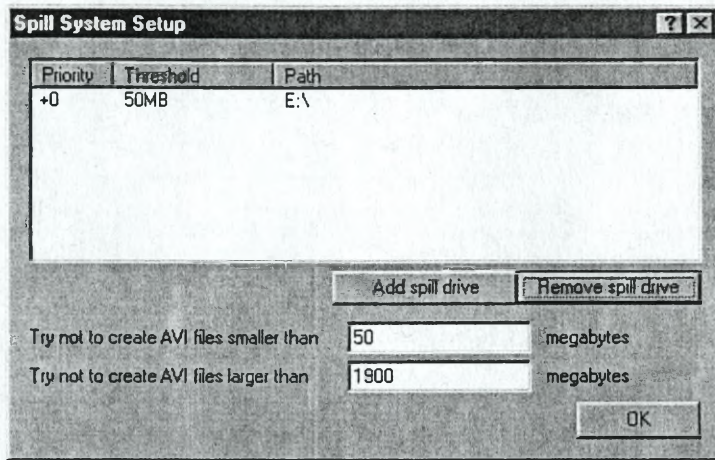 Spill System Setup ? ×
Priority Threshold Path
+0 50MB E:\
Add spill drive Remove spill drive
Try not to create AVI files smaller than 50 megabytes
Try not to create AVI files larger than 1900 megabytes
OK